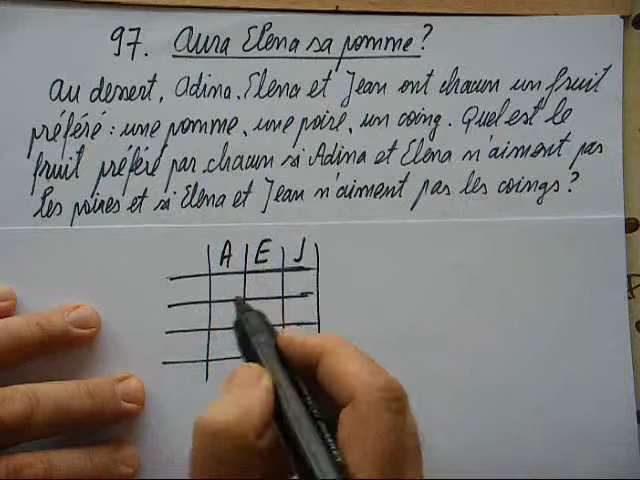 97. Aura Elena sa pomme?
Au dessert, Adina, Elena et Jean ont chacun un fruit
préféré: une pomme, une poire, un coing. Quel est le
fruit préféré par chacun si Adina et Elena n'aiment pas
les poires et si Elena et Jean n'aiment pas les coings?
A E J